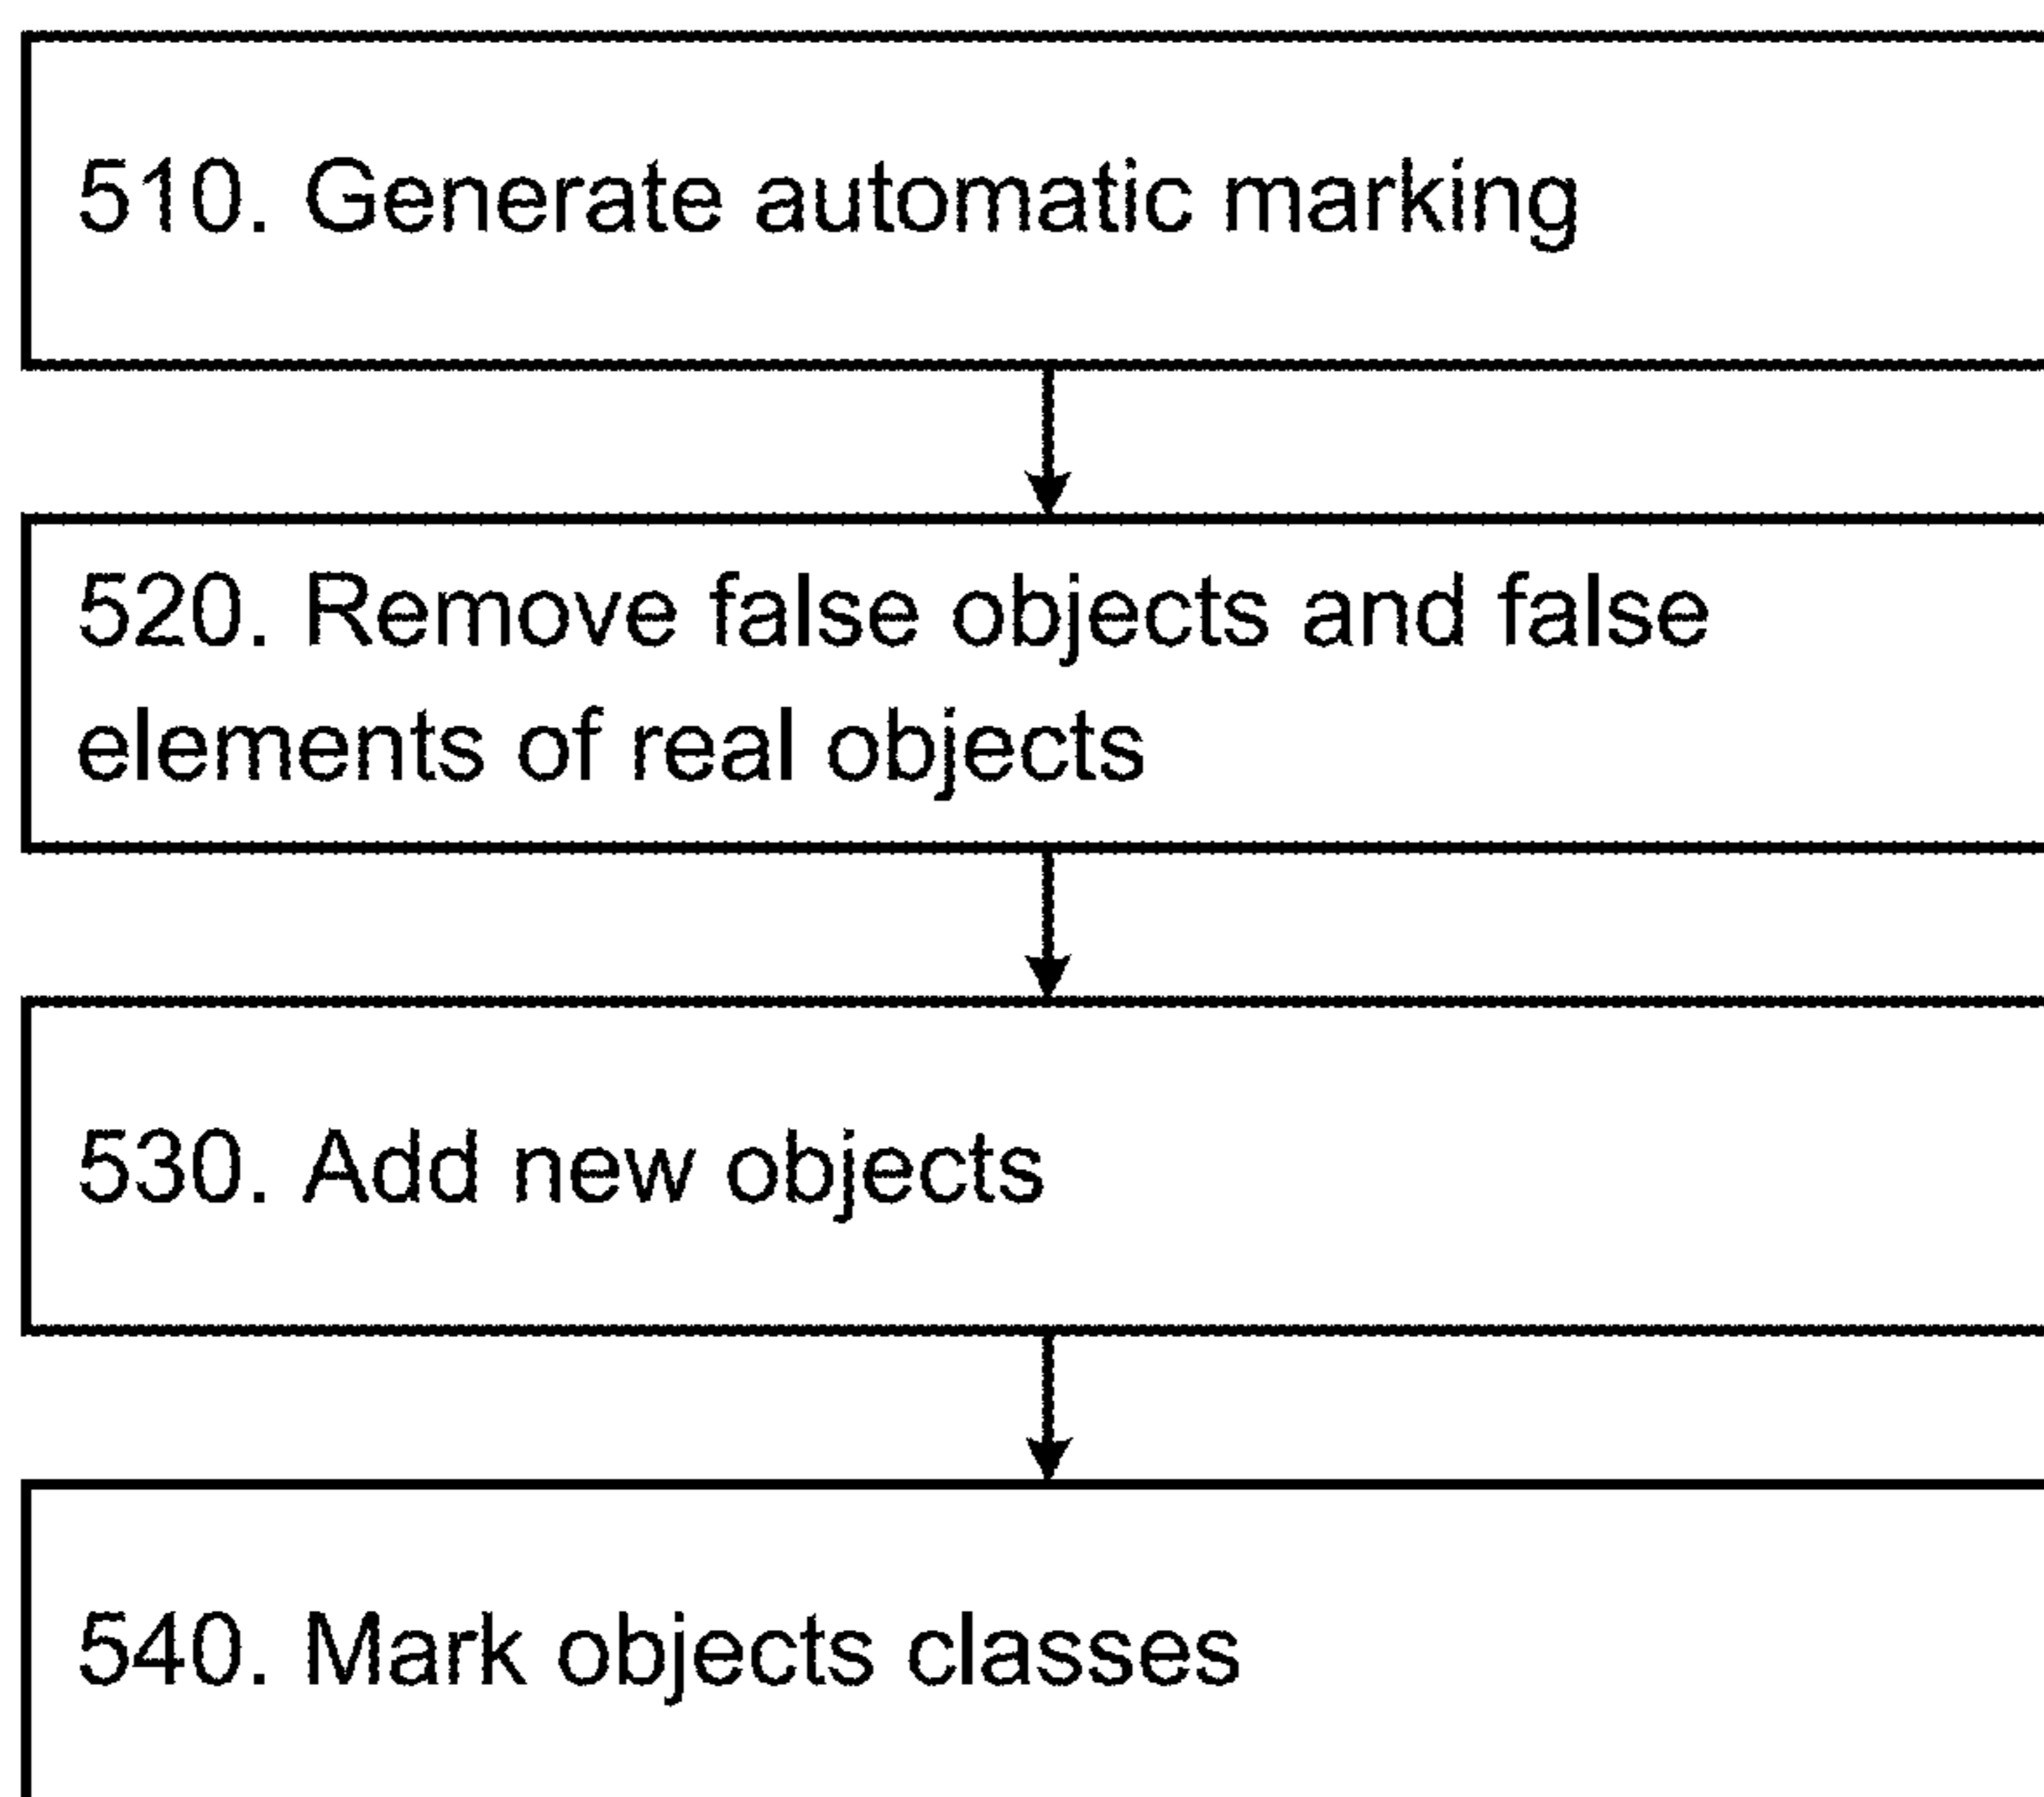 510. Generate automatic marking
520. Remove false objects and false
elements of real objects
530. Add new objects
540. Mark objects classes